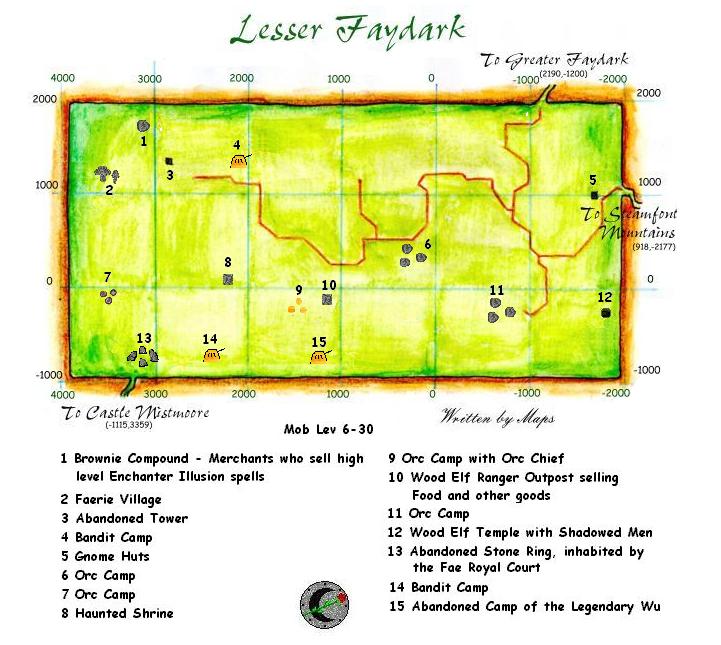 Lesser Faydark
To Greater Faydark
(2190,-1200)
4000 3000 2000 1000 0 -1000 -2000
2000 2000
1
4
3
2
1000 1000
5
To Steamfont
Mountains
(918,-2177)
6
8
7
0 0
9 10 11 12
13 14 15
-1000 -1000
4000 3000 2000 1000 0 -1000 -2000
To Castle Mistmoore
(-1115,3359)
Written by Maps
Mob Lev 6-30
1 Brownie Compound - Merchants who sell high
level Enchanter Illusion spells
2 Faerie Village
3 Abandoned Tower
4 Bandit Camp
5 Gnome Huts
6 Orc Camp
7 Orc Camp
8 Haunted Shrine
9 Orc Camp with Orc Chief
10 Wood Elf Ranger Outpost selling
Food and other goods
11 Orc Camp
12 Wood Elf Temple with Shadowed Men
13 Abandoned Stone Ring, inhabited by
the Fae Royal Court
14 Bandit Camp
15 Abandoned Camp of the Legendary Wu